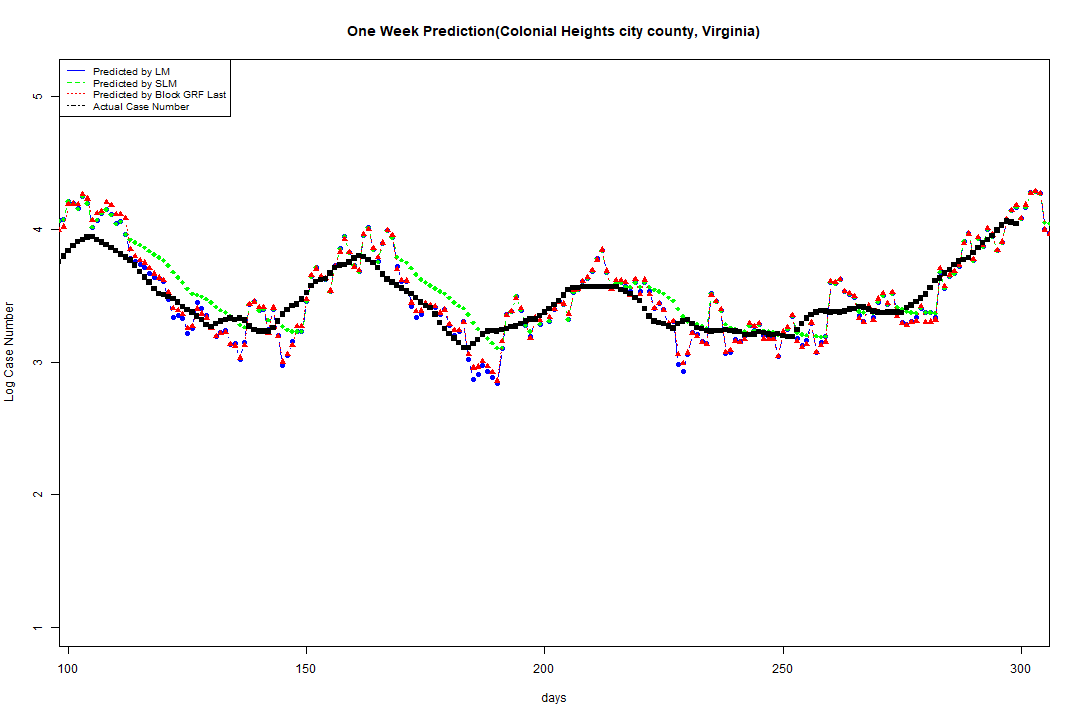 One Week Prediction(Colonial Heights city county, Virginia)
Predicted by LM
Predicted by SLM
Predicted by Block GRF Last
Actual Case Number
5
4
3
2
1
Log Case Number
100 150 200 250 300
days